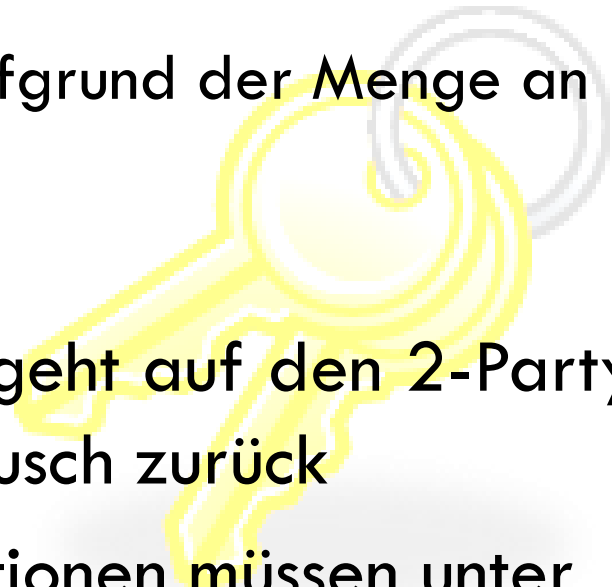 fgrund der Menge an
geht auf den 2-Party
usch zurück
tionen müssen unter